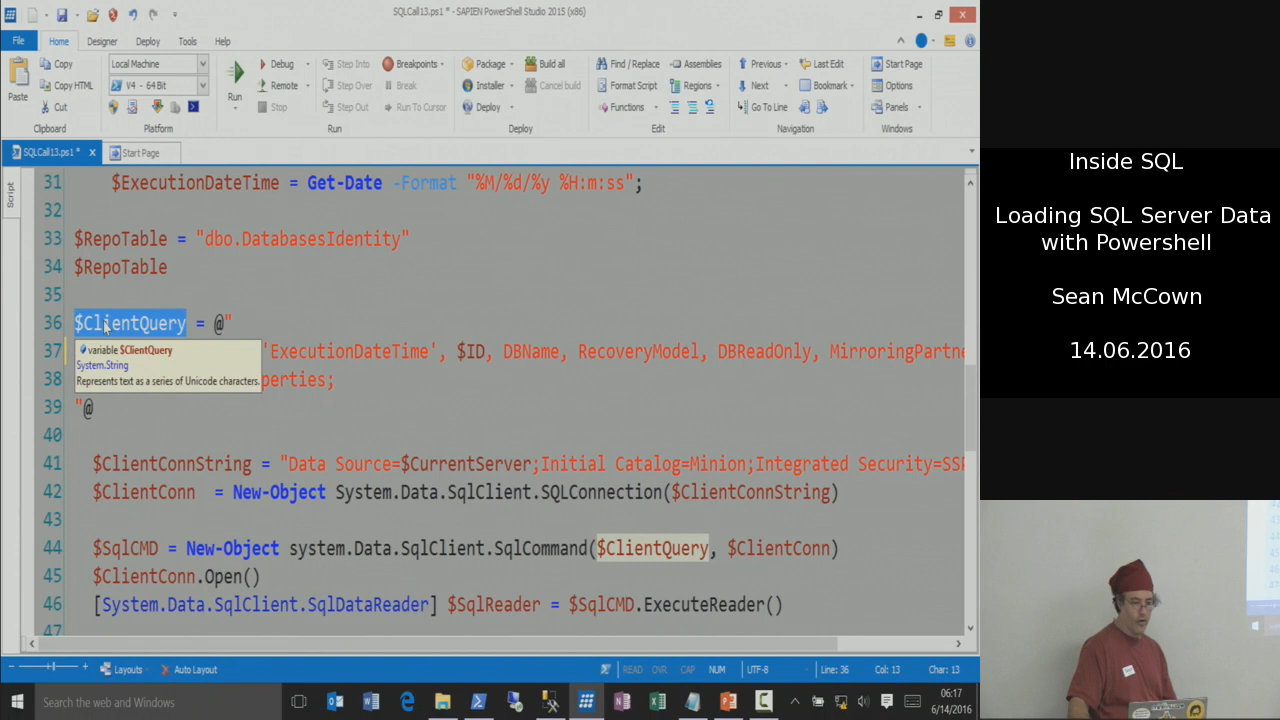 SQLCall13.ps1 * - SAPIEN PowerShell Studio 2015 (x86)
File Home Designer Deploy Tools Help
Paste
Copy
Copy HTML
Cut
Clipboard
Local Machine
V4 - 64 Bit
Platform
Run
Debug
Remote
Stop
Step Into
Step Over
Step Out
Breakpoints
Break
Run To Cursor
Run
Package
Installer
Deploy
Build all
Cancel build
Deploy
Find / Replace
Format Script
Functions
Assemblies
Regions
Edit
Previous
Next
Go To Line
Last Edit
Bookmark
Navigation
Start Page
Options
Panels
Windows
SQLCall13.ps1 *
Start Page
Script
31 $ExecutionDateTime = Get-Date -Format "%M/%d/%y %H:m:ss";
32
33 $RepoTable = "dbo.DatabasesIdentity"
34 $RepoTable
35
36 $ClientQuery = @"
37 'ExecutionDateTime', $ID, DBName, RecoveryModel, DBReadOnly, MirroringPartne
38 perties;
39 "@
40
41 $ClientConnString = "Data Source=$CurrentServer;Initial Catalog=Minion;Integrated Security=SSP
42 $ClientConn = New-Object System.Data.SqlClient.SQLConnection($ClientConnString)
43
44 $SqlCMD = New-Object system.Data.SqlClient.SqlCommand($ClientQuery, $ClientConn)
45 $ClientConn.Open()
46 [System.Data.SqlClient.SqlDataReader] $SqlReader = $SqlCMD.ExecuteReader()
47
variable $ClientQuery
System.String
Represents text as a series of Unicode characters.
Layouts Auto Layout READ OVR CAP NUM UTF-8 Line: 36 Col: 13 Char: 13
Search the web and Windows
06:17
6/14/2016
Inside SQL
Loading SQL Server Data
with Powershell
Sean McCown
14.06.2016